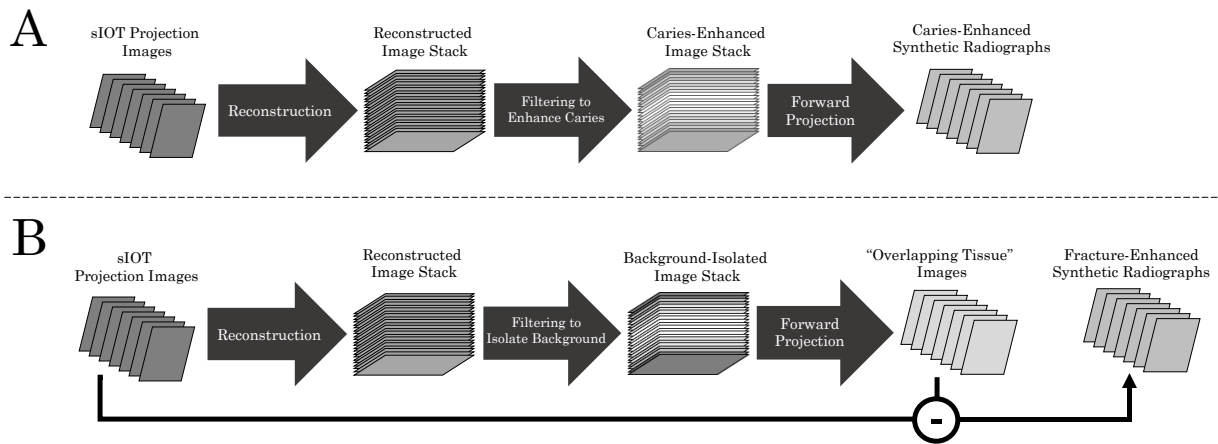 A
sIOT Projection
Images
Reconstruction
Reconstructed
Image Stack
Filtering to
Enhance Caries
Caries-Enhanced
Image Stack
Forward
Projection
Caries-Enhanced
Synthetic Radiographs
B
sIOT
Projection Images
Reconstruction
Reconstructed
Image Stack
Filtering to
Isolate Background
Background-Isolated
Image Stack
Forward
Projection
“Overlapping Tissue”
Images
-
Fracture-Enhanced
Synthetic Radiographs